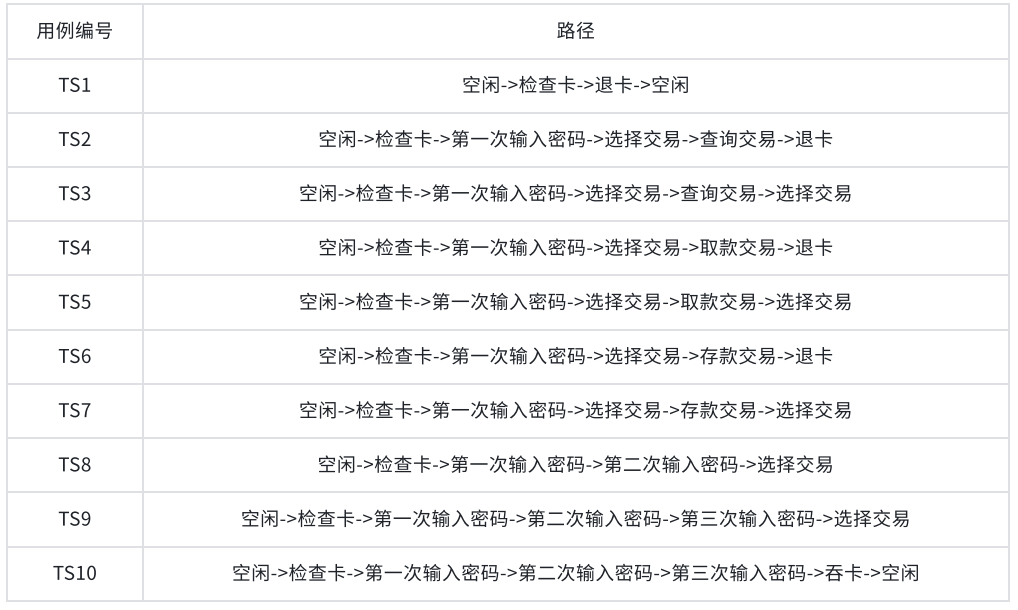 用例编号 路径
TS1 空闲->检查卡->退卡->空闲
TS2 空闲->检查卡->第一次输入密码->选择交易->查询交易->退卡
TS3 空闲->检查卡->第一次输入密码->选择交易->查询交易->选择交易
TS4 空闲->检查卡->第一次输入密码->选择交易->取款交易->退卡
TS5 空闲->检查卡->第一次输入密码->选择交易->取款交易->选择交易
TS6 空闲->检查卡->第一次输入密码->选择交易->存款交易->退卡
TS7 空闲->检查卡->第一次输入密码->选择交易->存款交易->选择交易
TS8 空闲->检查卡->第一次输入密码->第二次输入密码->选择交易
TS9 空闲->检查卡->第一次输入密码->第二次输入密码->第三次输入密码->选择交易
TS10 空闲->检查卡->第一次输入密码->第二次输入密码->第三次输入密码->吞卡->空闲